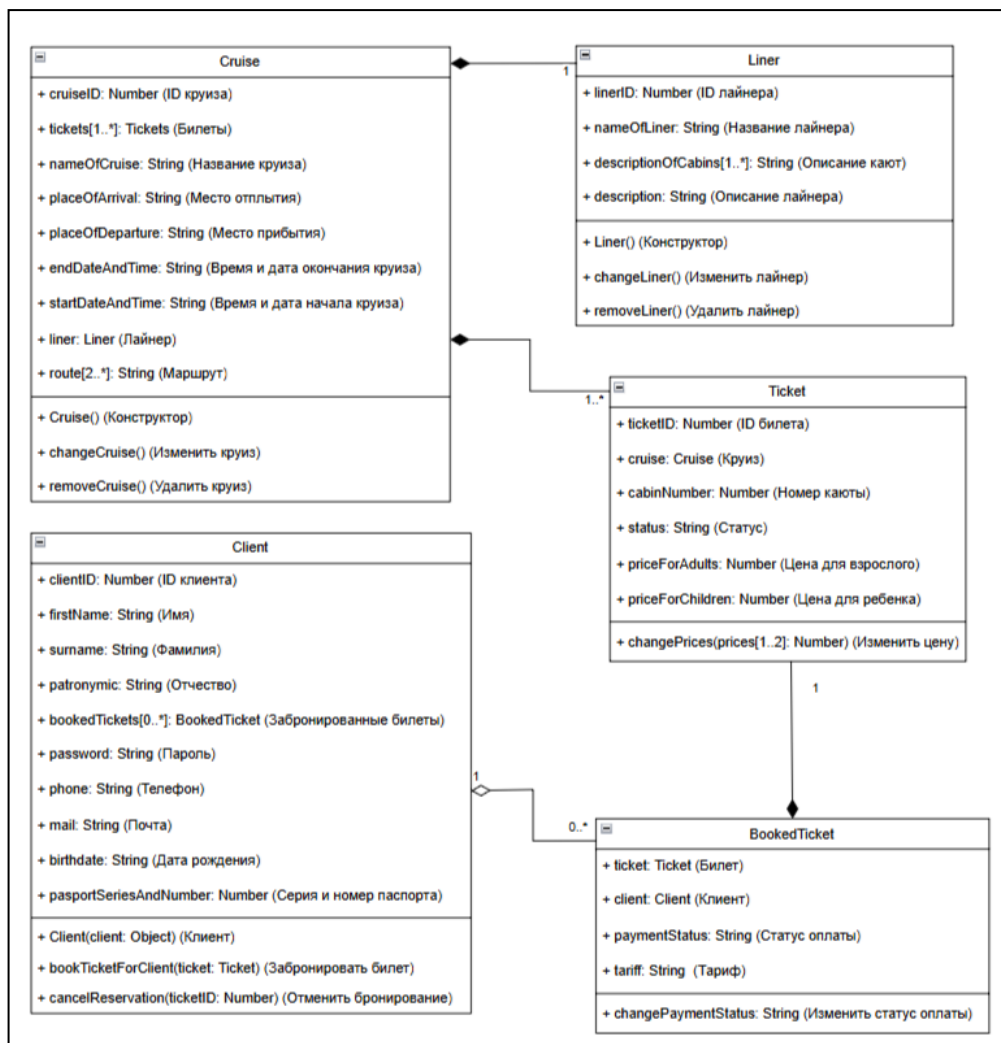 Cruise
+ cruiseID: Number (ID круиза)
+ tickets[1..*]: Tickets (Билеты)
+ nameOfCruise: String (Название круиза)
+ placeOfArrival: String (Место отплытия)
+ placeOfDeparture: String (Место прибытия)
+ endDateAndTime: String (Время и дата окончания круиза)
+ startDateAndTime: String (Время и дата начала круиза)
+ liner: Liner (Лайнер)
+ route[2..*]: String (Маршрут)
+ Cruise() (Конструктор)
+ changeCruise() (Изменить круиз)
+ removeCruise() (Удалить круиз)
1
Liner
+ linerID: Number (ID лайнера)
+ nameOfLiner: String (Название лайнера)
+ descriptionOfCabins[1..*]: String (Описание кают)
+ description: String (Описание лайнера)
+ Liner() (Конструктор)
+ changeLiner() (Изменить лайнер)
+ removeLiner() (Удалить лайнер)
1..*
Ticket
+ ticketID: Number (ID билета)
+ cruise: Cruise (Круиз)
+ cabinNumber: Number (Номер каюты)
+ status: String (Статус)
+ priceForAdults: Number (Цена для взрослого)
+ priceForChildren: Number (Цена для ребенка)
+ changePrices(prices[1..2]: Number) (Изменить цену)
1
Client
+ clientID: Number (ID клиента)
+ firstName: String (Имя)
+ surname: String (Фамилия)
+ patronymic: String (Отчество)
+ bookedTickets[0..*]: BookedTicket (Забронированные билеты)
+ password: String (Пароль)
+ phone: String (Телефон)
+ mail: String (Почта)
+ birthdate: String (Дата рождения)
+ pasportSeriesAndNumber: Number (Серия и номер паспорта)
+ Client(client: Object) (Клиент)
+ bookTicketForClient(ticket: Ticket) (Забронировать билет)
+ cancelReservation(ticketID: Number) (Отменить бронирование)
1
0..*
BookedTicket
+ ticket: Ticket (Билет)
+ client: Client (Клиент)
+ paymentStatus: String (Статус оплаты)
+ tariff: String (Тариф)
+ changePaymentStatus: String (Изменить статус оплаты)